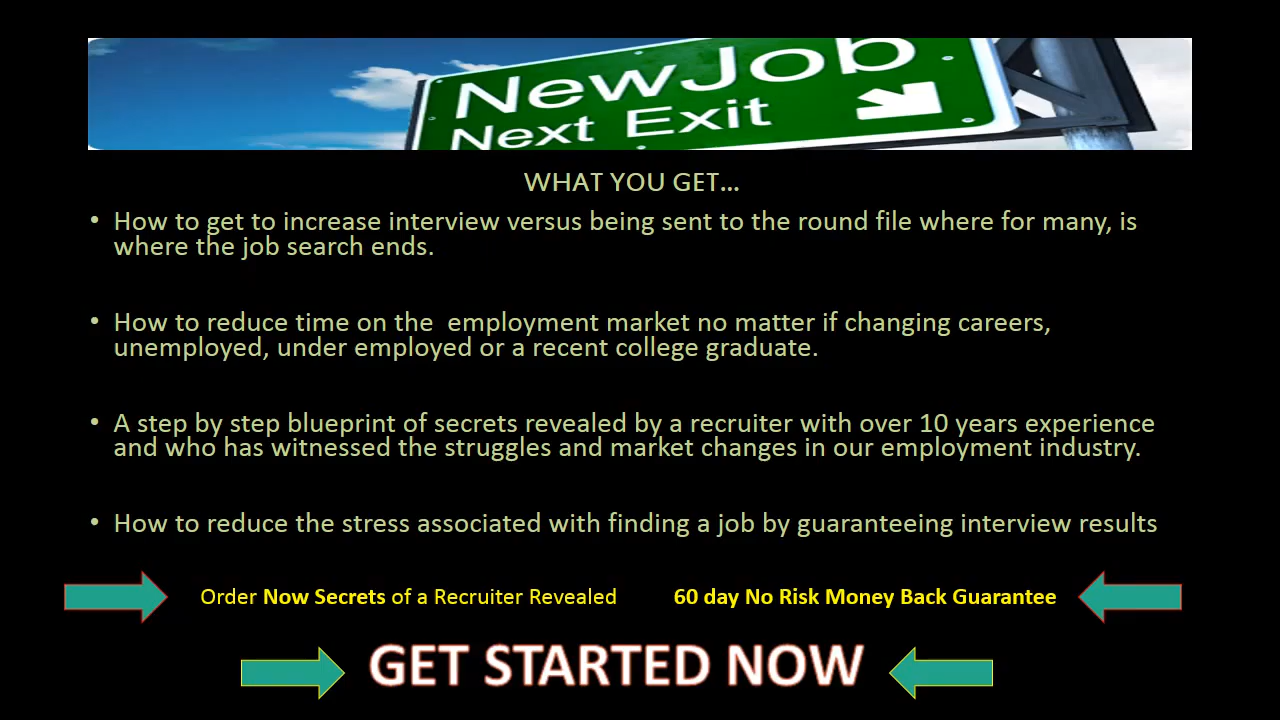 NewJob
Next Exit
WHAT YOU GET...
• How to get to increase interview versus being sent to the round file where for many, is
where the job search ends.
• How to reduce time on the  employment market no matter if changing careers,
unemployed, under employed or a recent college graduate.
• A step by step blueprint of secrets revealed by a recruiter with over 10 years experience
and who has witnessed the struggles and market changes in our employment industry.
• How to reduce the stress associated with finding a job by guaranteeing interview results
Order Now Secrets of a Recruiter Revealed
60 day No Risk Money Back Guarantee
GET STARTED NOW